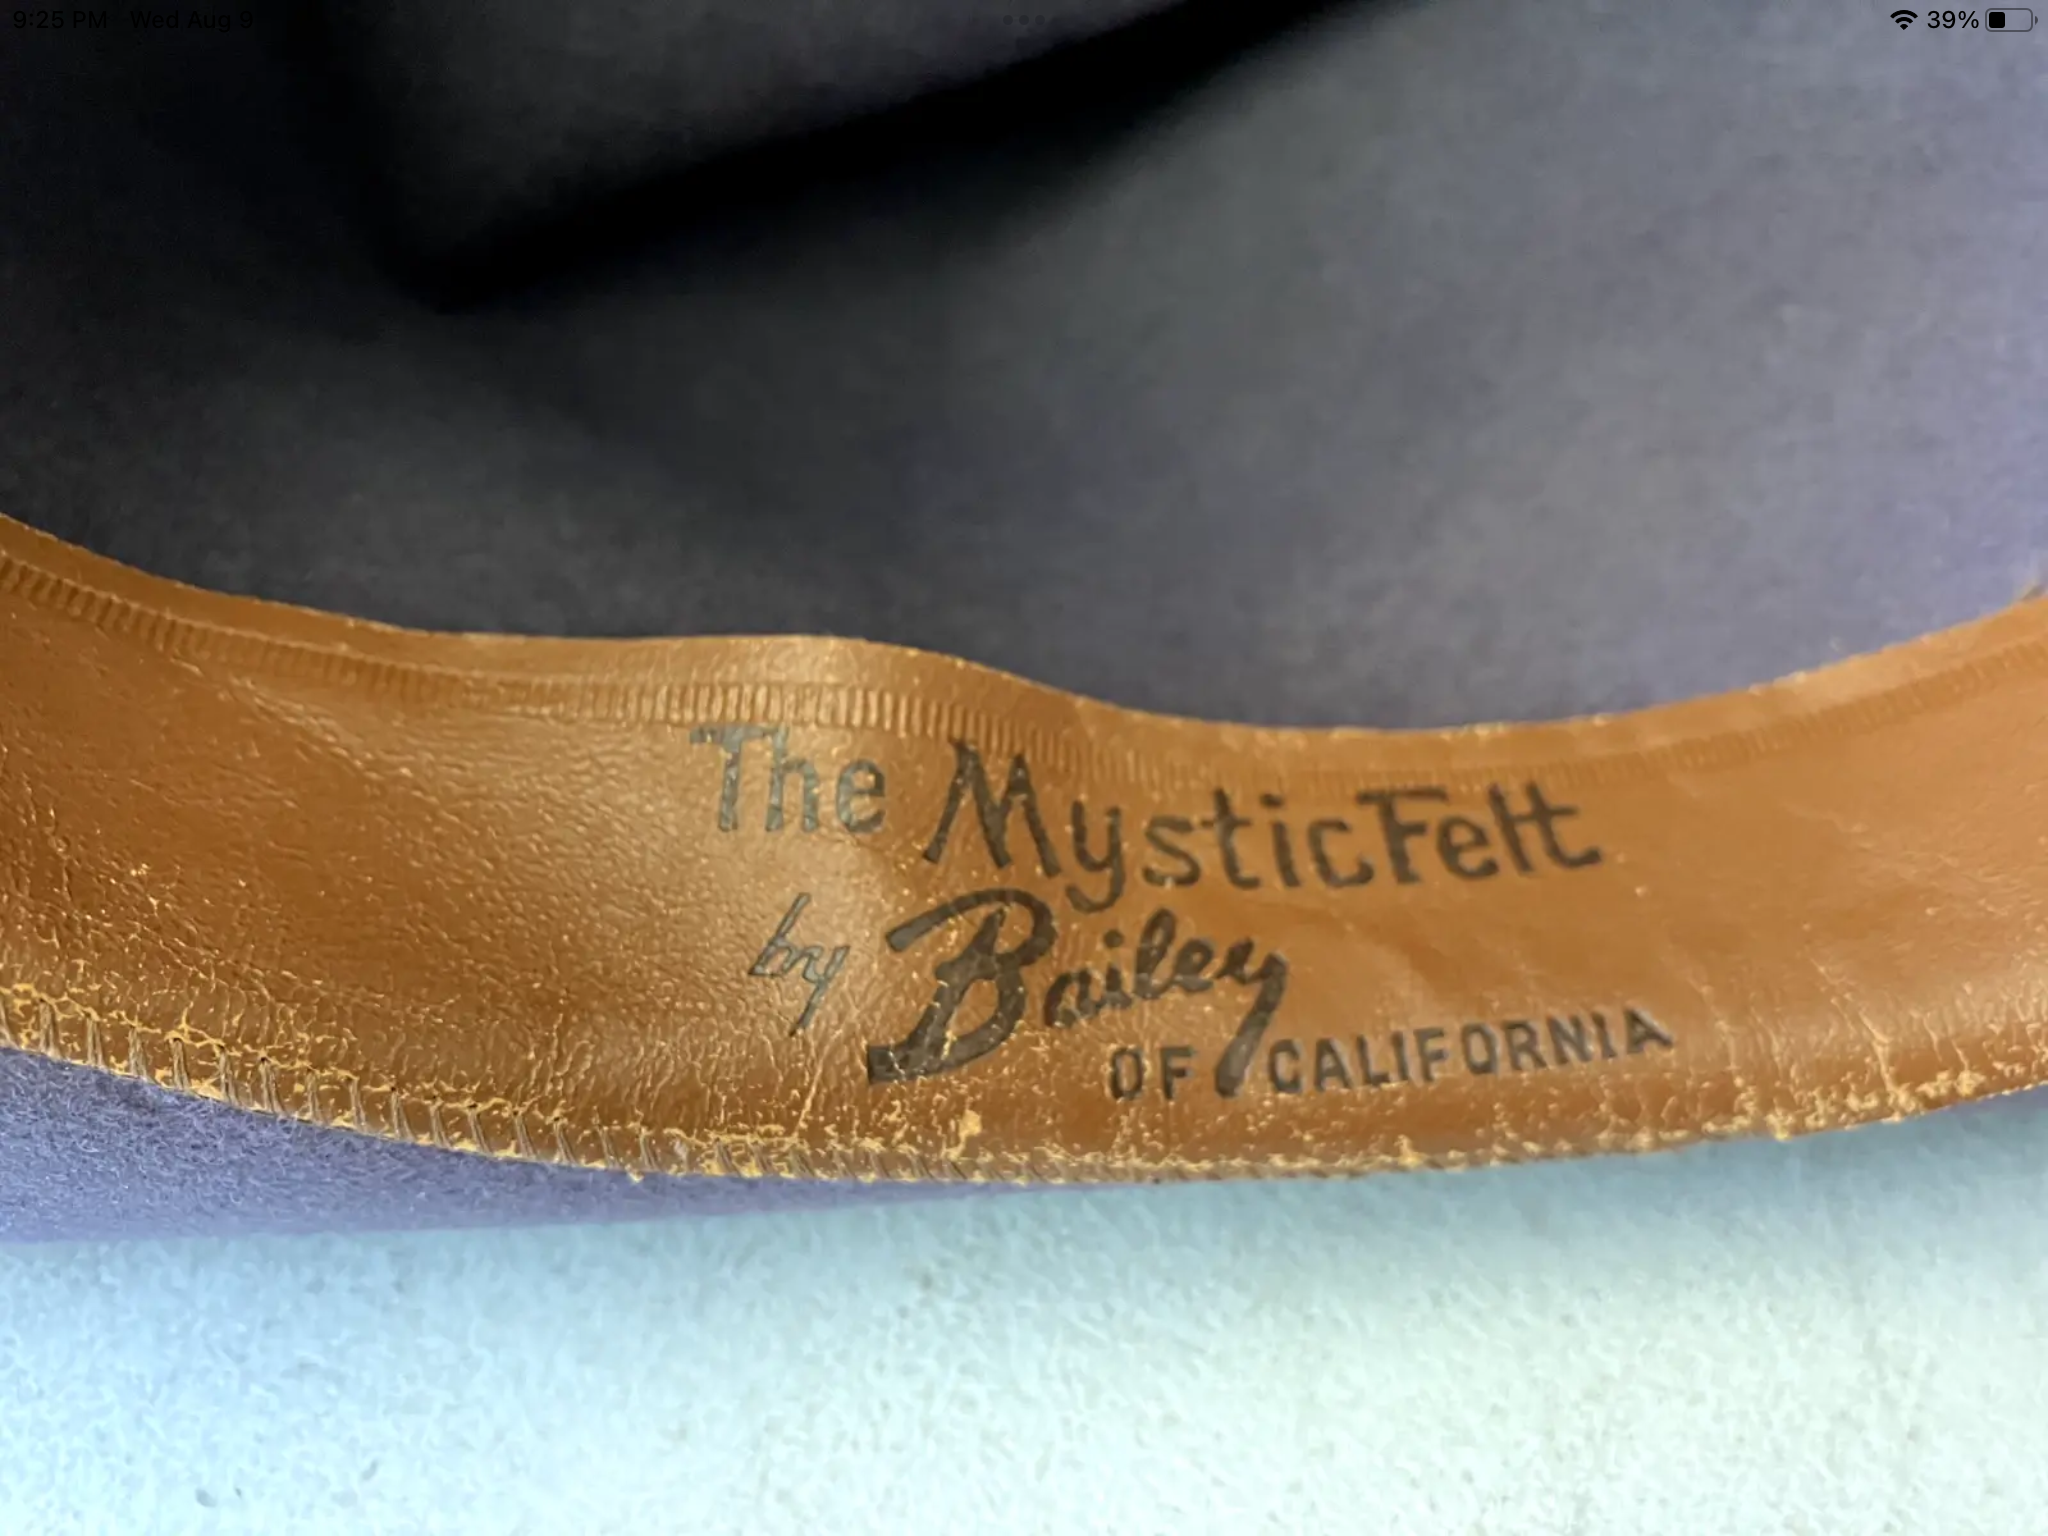 9:25 PM Wed Aug 9
39%
The MysticFelt
by Bailey
OF CALIFORNIA